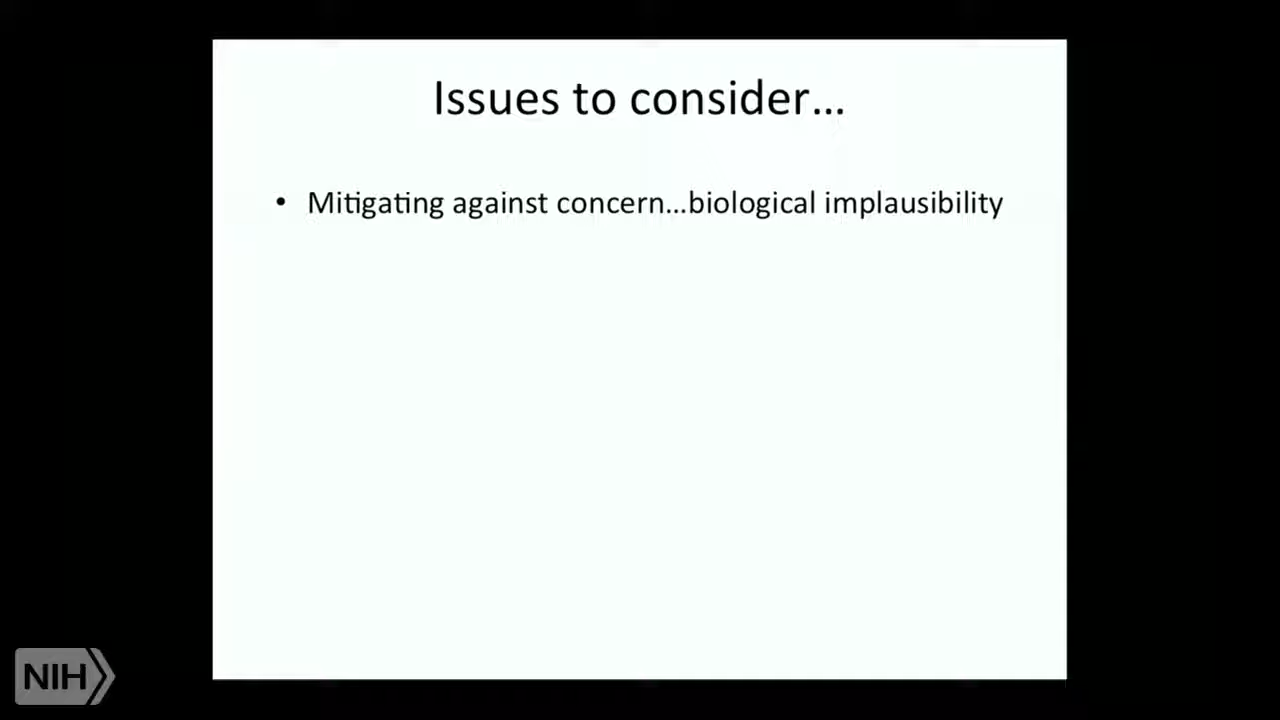 Issues to consider…
• Mitigating against concern…biological implausibility
NIH